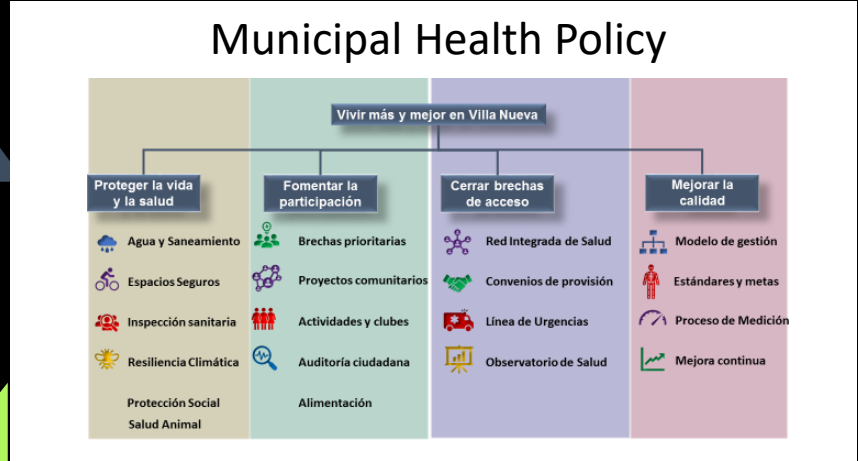 Municipal Health Policy
Vivir más y mejor en Villa Nueva
Proteger la vida
y la salud
Agua y Saneamiento
Espacios Seguros
Inspección sanitaria
Resiliencia Climática
Protección Social
Salud Animal
Fomentar la
participación
Brechas prioritarias
Proyectos comunitarios
Actividades y clubes
Auditoría ciudadana
Alimentación
Cerrar brechas
de acceso
Red Integrada de Salud
Convenios de provisión
Línea de Urgencias
Observatorio de Salud
Mejorar la
calidad
Modelo de gestión
Estándares y metas
Proceso de Medición
Mejora continua